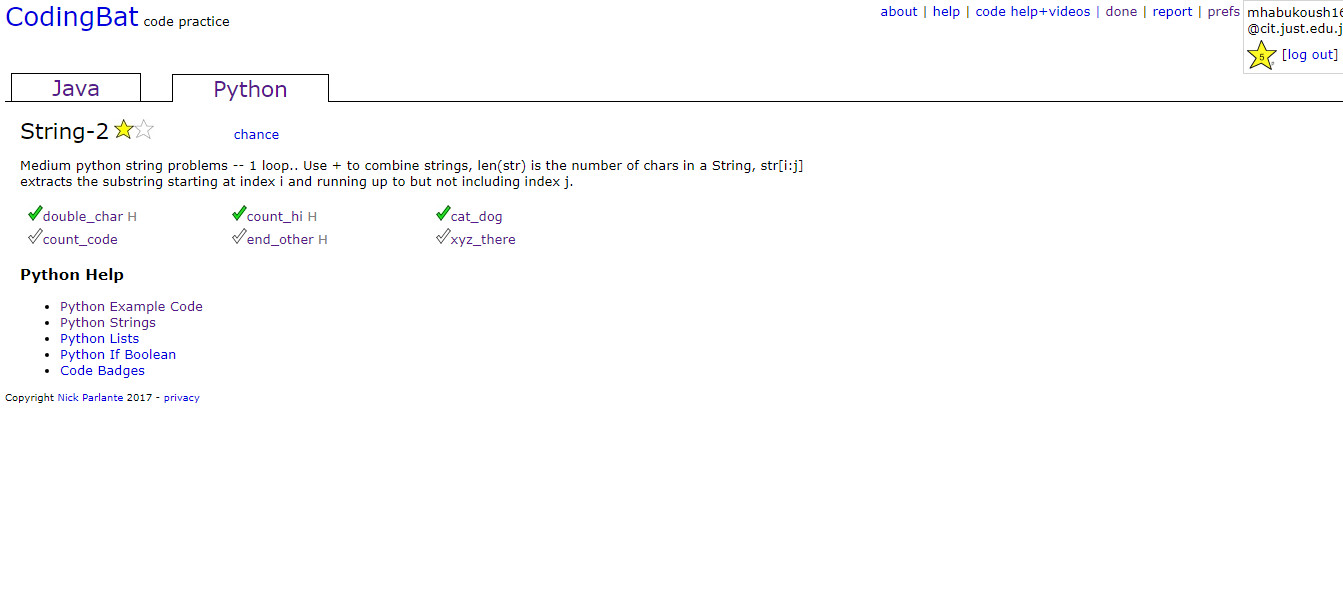 CodingBat code practice
about | help | code help+videos | done | report | prefs
mhabukoush16
@cit.just.edu.j
5 [log out]
Java Python
String-2 chance
Medium python string problems -- 1 loop.. Use + to combine strings, len(str) is the number of chars in a String, str[i:j]
extracts the substring starting at index i and running up to but not including index j.
double_char H count_hi H cat_dog
count_code end_other H xyz_there
Python Help
Python Example Code
Python Strings
Python Lists
Python If Boolean
Code Badges
Copyright Nick Parlante 2017 - privacy